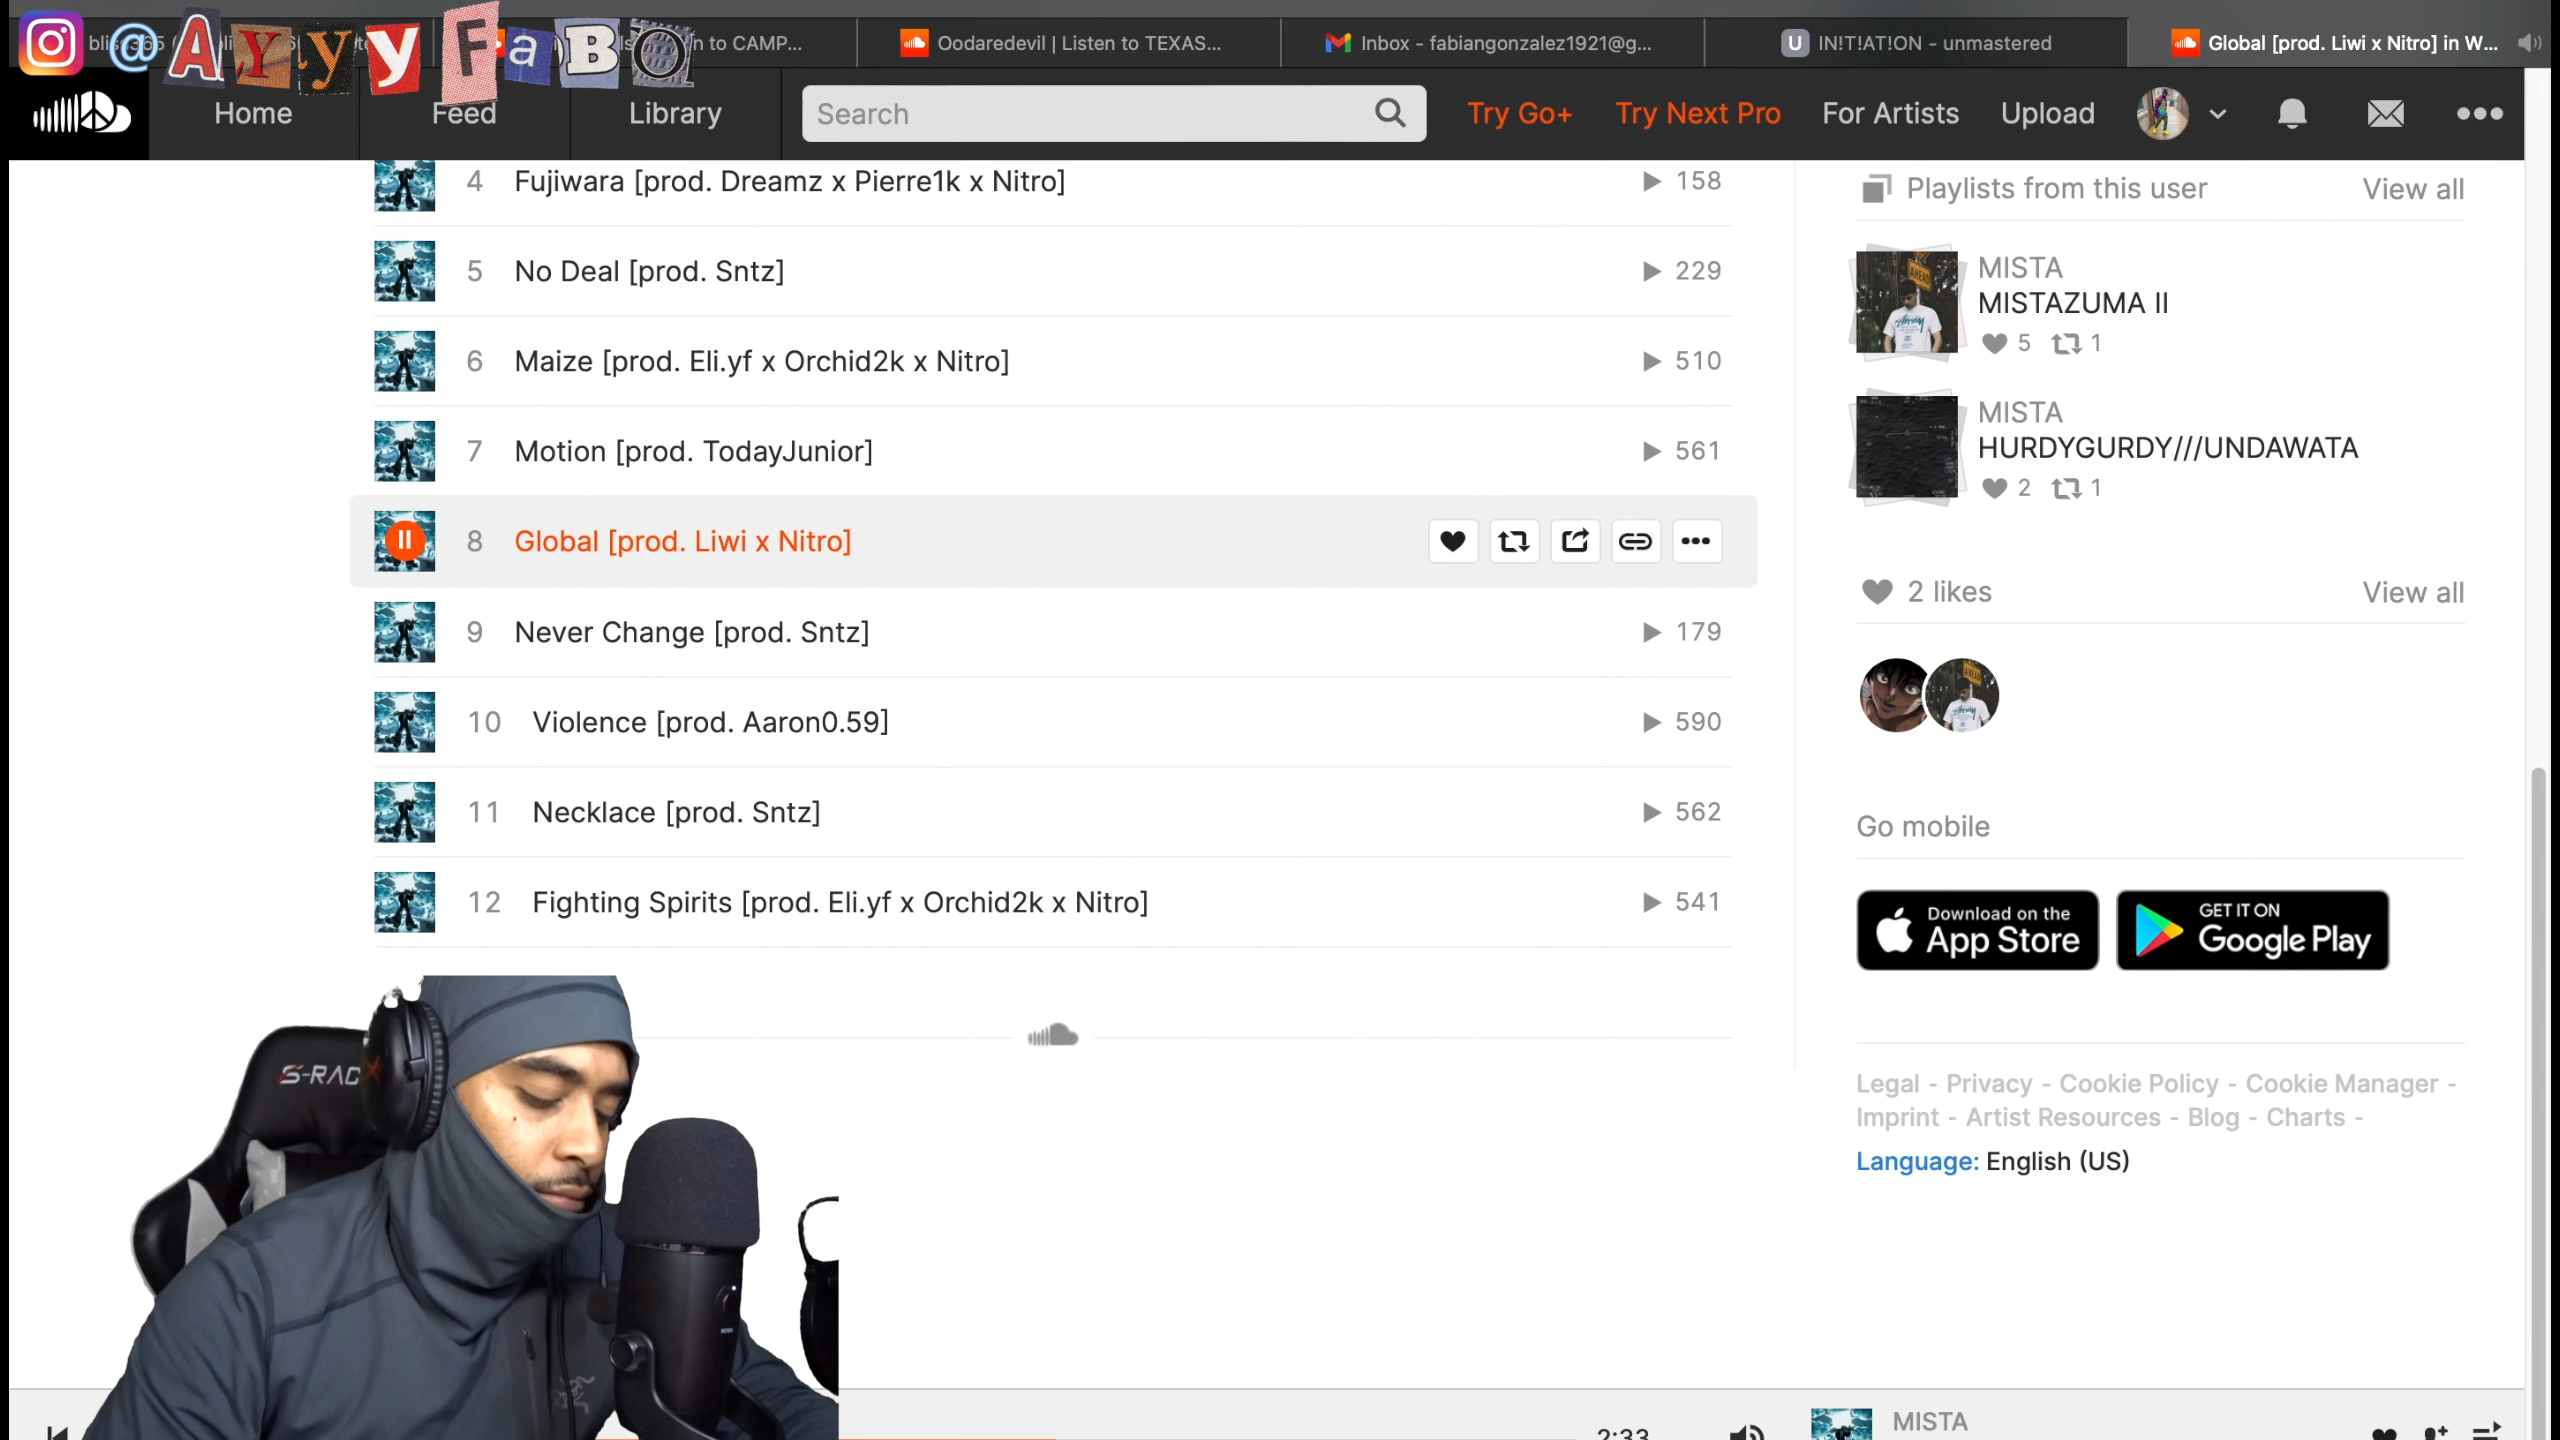 @AyyyFaBo
n to CAMP...
Oodaredevil | Listen to TEXAS...
Inbox - fabiangonzalez1921@g...
IN!T!AT!ON - unmastered
Global [prod. Liwi x Nitro] in W...
Home
Feed
Library
Search
Try Go+
Try Next Pro
For Artists
Upload
4 Fujiwara [prod. Dreamz x Pierre1k x Nitro] 158
5 No Deal [prod. Sntz] 229
6 Maize [prod. Eli.yf x Orchid2k x Nitro] 510
7 Motion [prod. TodayJunior] 561
8 Global [prod. Liwi x Nitro]
9 Never Change [prod. Sntz] 179
10 Violence [prod. Aaron0.59] 590
11 Necklace [prod. Sntz] 562
12 Fighting Spirits [prod. Eli.yf x Orchid2k x Nitro] 541
Playlists from this user View all
MISTA
MISTAZUMA II
5 1
MISTA
HURDYGURDY///UNDAWATA
2 1
2 likes View all
Go mobile
Download on the
App Store
GET IT ON
Google Play
Legal - Privacy - Cookie Policy - Cookie Manager -
Imprint - Artist Resources - Blog - Charts -
Language: English (US)
S-RAC
2:33
MISTA